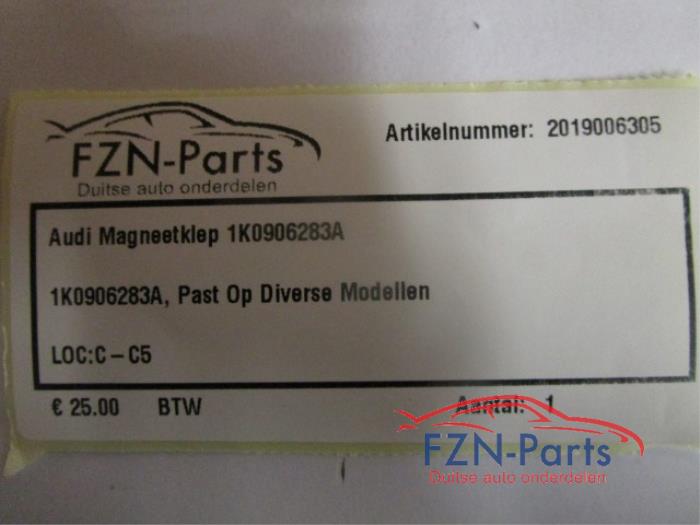 FZN-Parts
Duitse auto onderdelen
Artikelnummer: 2019006305
Audi Magneetklep 1K0906283A
1K0906283A, Past Op Diverse Modellen
LOC:C-C5
€ 25.00 BTW Aantal: 1
FZN-Parts
Duitse auto onderdelen